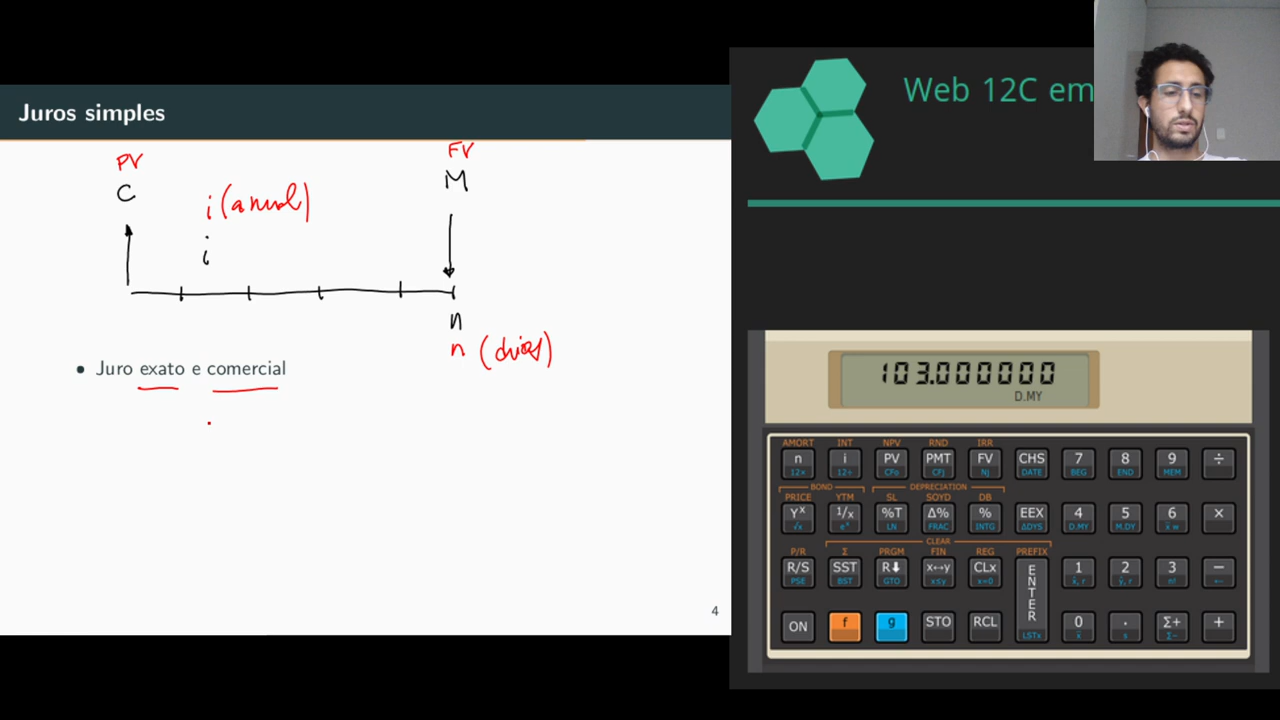 Juros simples
PV
FV
C
M
i (anual)
i
n
n (dias)
• Juro exato e comercial
4
Web 12C em
103.000000
D.MY
AMORT INT NPV RND IRR
n i PV PMT FV CHS 7 8 9 ÷
12× 12÷ CFo CFj Nj DATE BEG END MEM
BOND DEPRECIATION
PRICE YTM SL SOYD DB
Yˣ 1/x %T Δ% % EEX 4 5 6 ×
√x eˣ LN FRAC INTG ΔDYS D.MY M.DY x̄ w
CLEAR
P/R Σ PRGM FIN REG PREFIX
R/S SST R⬇ x↔y CLx ENTER 1 2 3 −
PSE BST GTO x≤y x=0 x̂, r ŷ, r n! ←
ON f g STO RCL 0 . Σ+ +
LSTx x̄ s Σ−